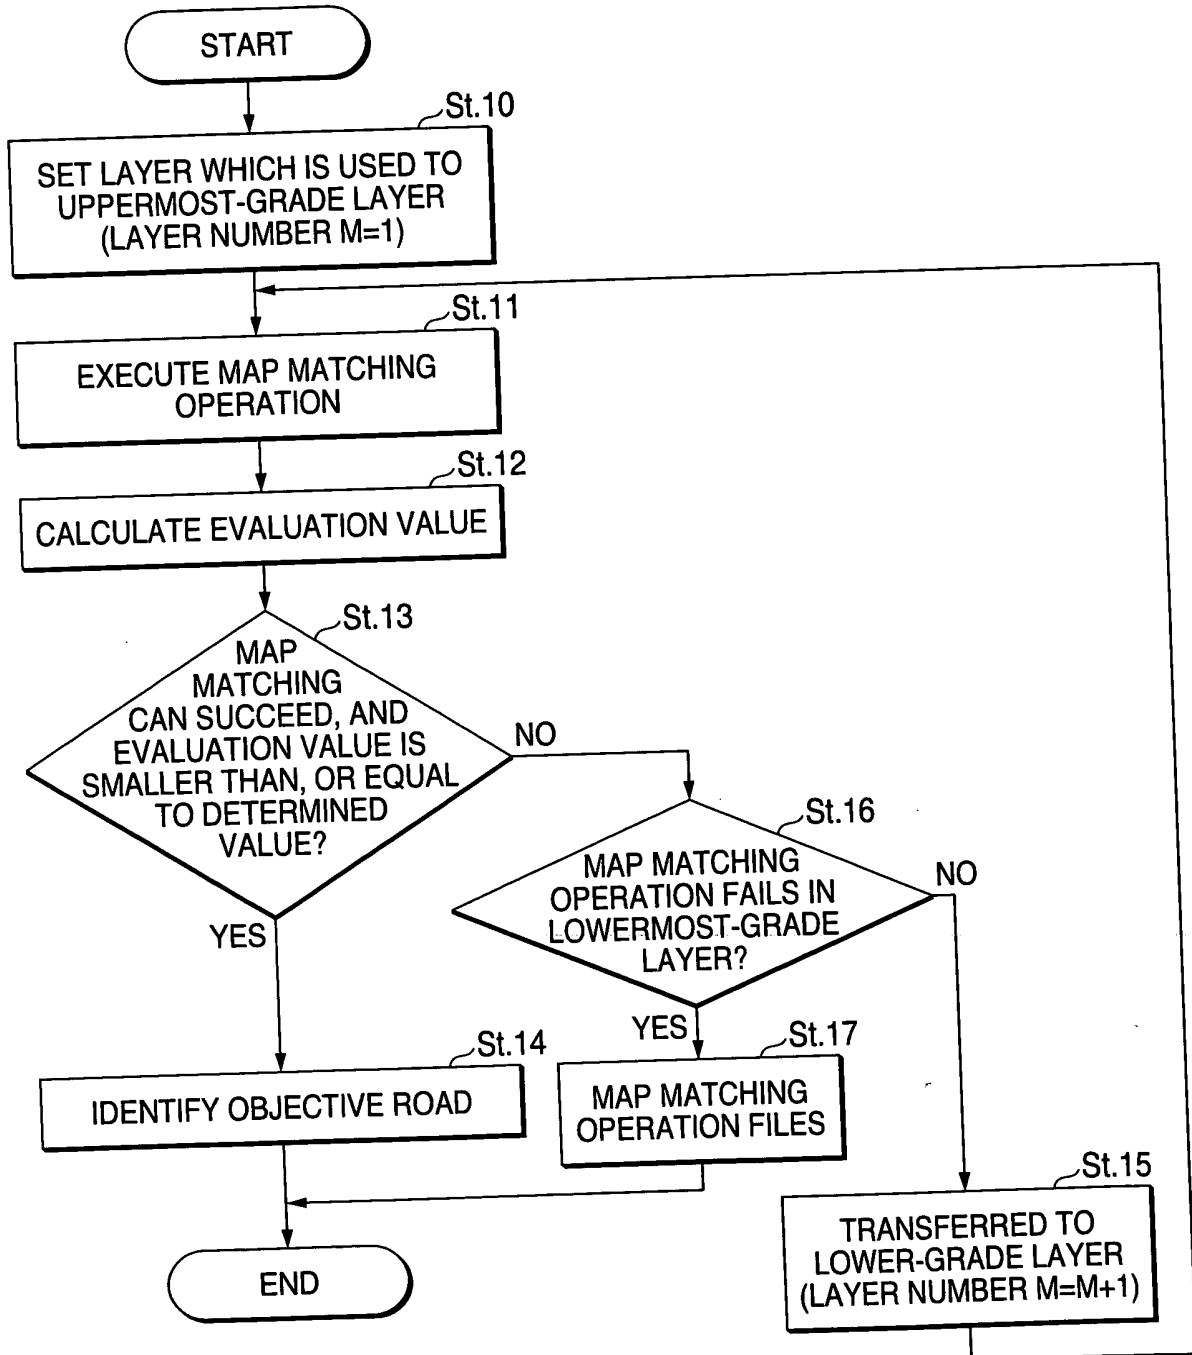 START
St.10
SET LAYER WHICH IS USED TO
UPPERMOST-GRADE LAYER
(LAYER NUMBER M=1)
St.11
EXECUTE MAP MATCHING
OPERATION
St.12
CALCULATE EVALUATION VALUE
St.13
MAP
MATCHING
CAN SUCCEED, AND
EVALUATION VALUE IS
SMALLER THAN, OR EQUAL
TO DETERMINED
VALUE?
NO
YES
St.16
MAP MATCHING
OPERATION FAILS IN
LOWERMOST-GRADE
LAYER?
NO
YES
St.14
IDENTIFY OBJECTIVE ROAD
St.17
MAP MATCHING
OPERATION FILES
St.15
TRANSFERRED TO
LOWER-GRADE LAYER
(LAYER NUMBER M=M+1)
END